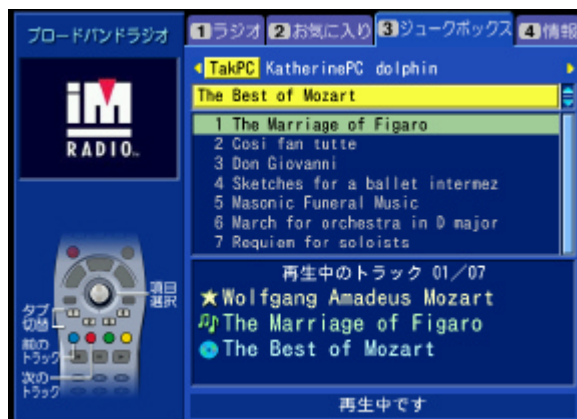 ブロードバンドラジオ
1 ラジオ 2 お気に入り 3 ジュークボックス 4 情報
iM
RADIO™
TakPC KatherinePC dolphin
The Best of Mozart
1 The Marriage of Figaro
2 Cosi fan tutte
3 Don Giovanni
4 Sketches for a ballet intermez
5 Masonic Funeral Music
6 March for orchestra in D major
7 Requiem for soloists
再生中のトラック 01/07
Wolfgang Amadeus Mozart
The Marriage of Figaro
The Best of Mozart
再生中です
項目
選択
タブ
切替
前の
トラック
次の
トラック